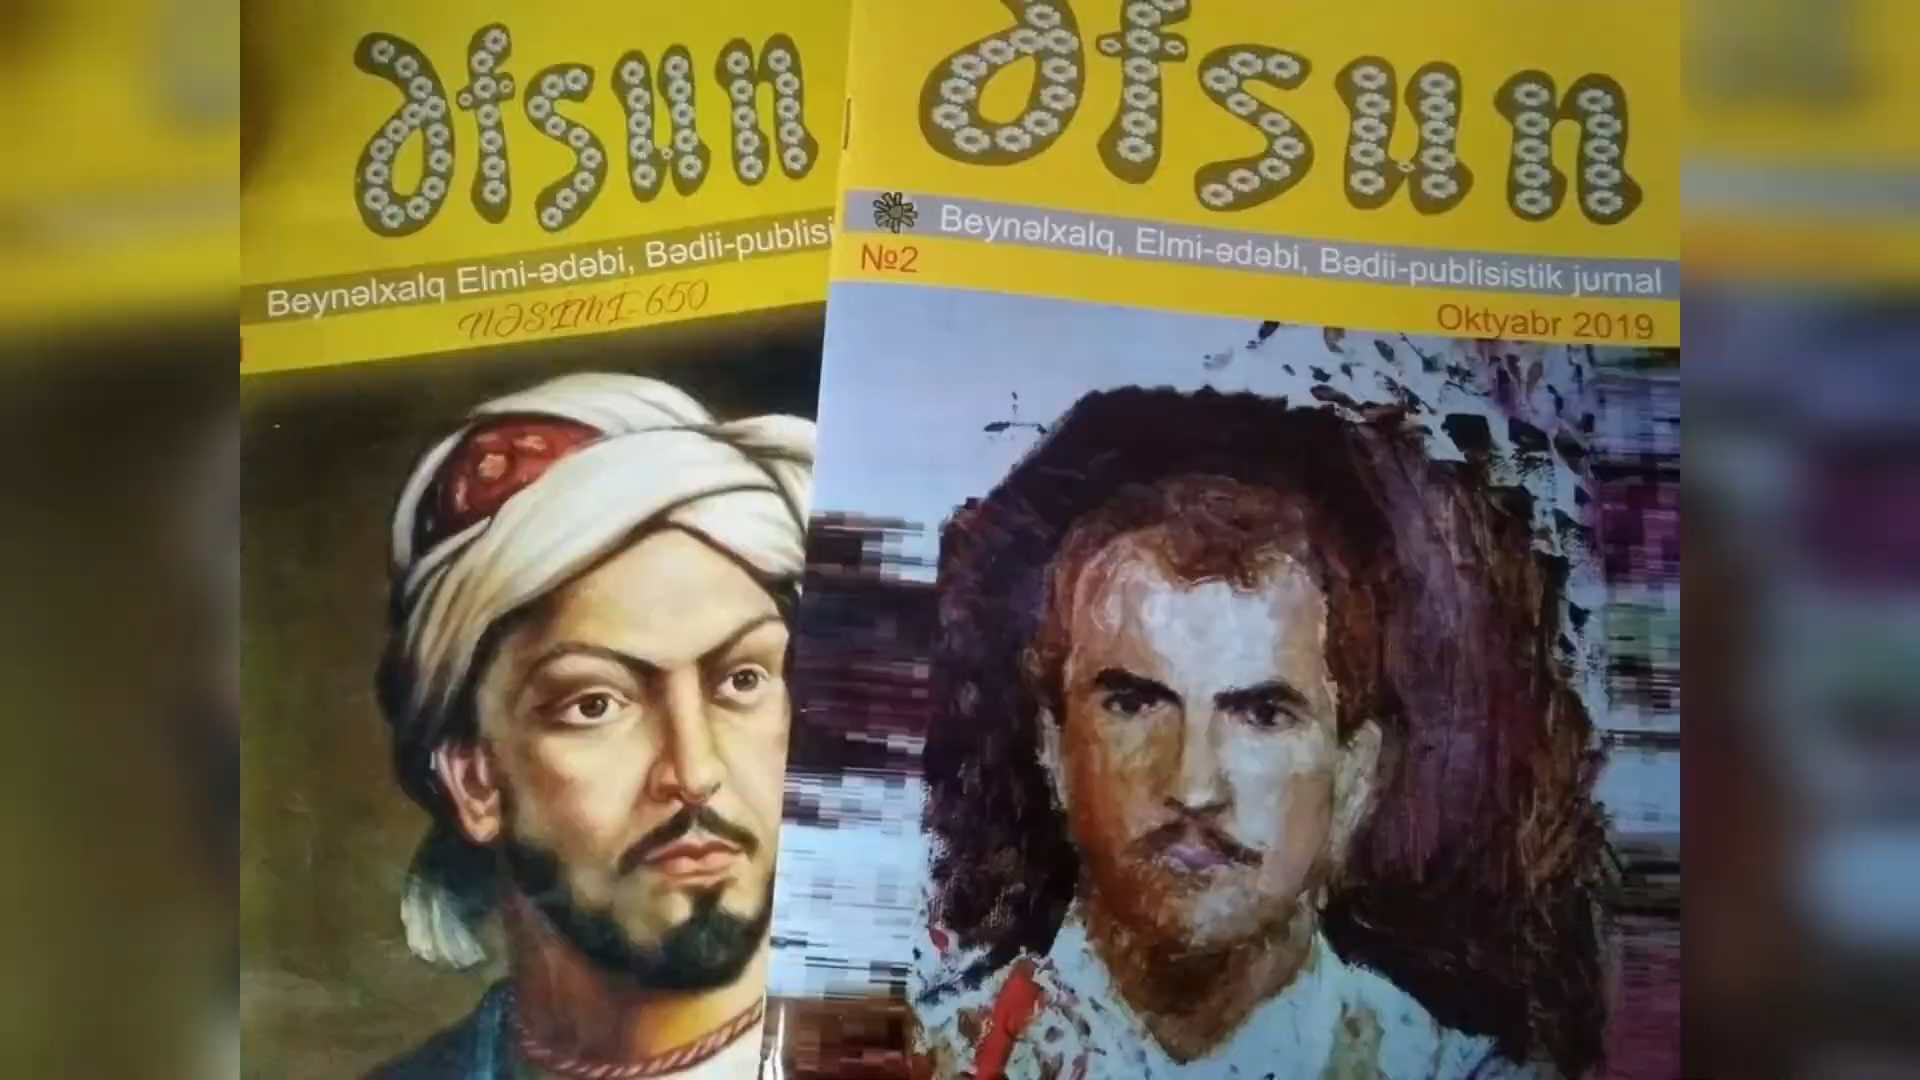 əfsun
Beynəlxalq Elmi-ədəbi, Bədii-publisi
NƏSİMİ-650
əfsun
Beynəlxalq, Elmi-ədəbi, Bədii-publisistik jurnal
№2
Oktyabr 2019